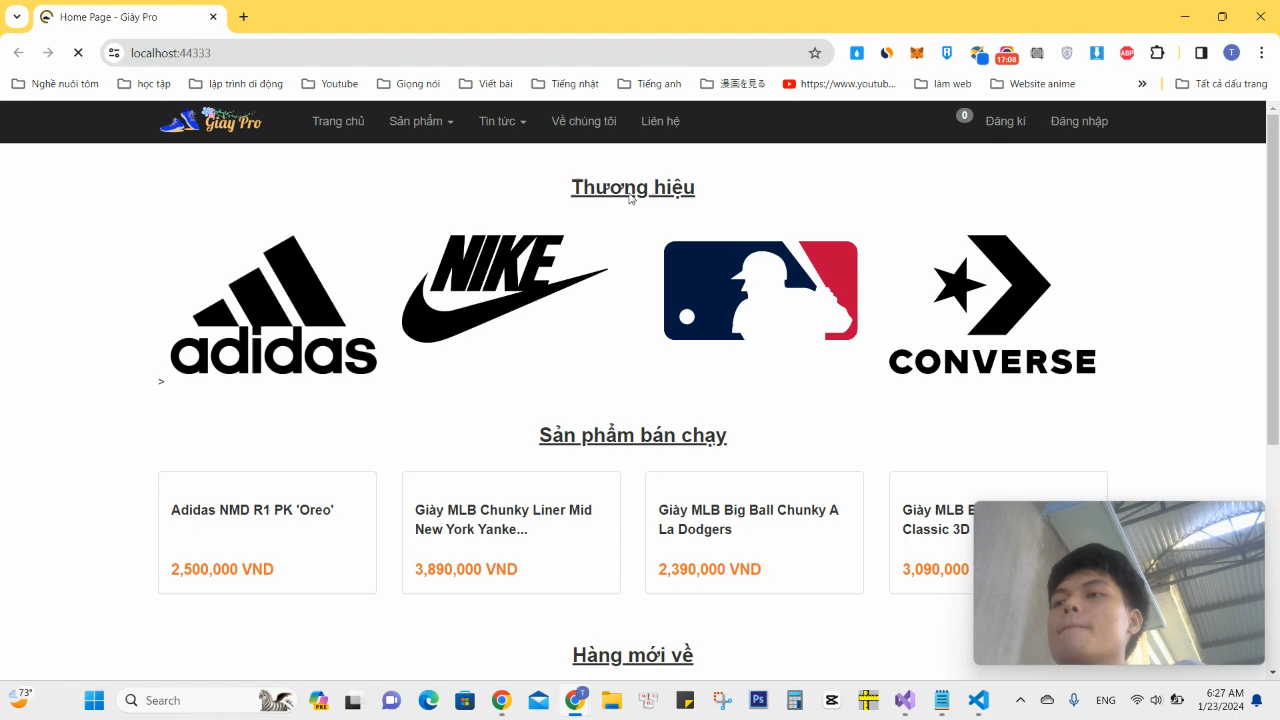 Home Page - Giày Pro
localhost:44333
17:08
ABP
T
Nghề nuôi tôm
học tập
lập trình di động
Youtube
Giọng nói
Viết bài
Tiếng nhật
Tiếng anh
漫画を見る
https://www.youtub...
làm web
Website anime
Tất cả dấu trang
Giày Pro
Trang chủ
Sản phẩm
Tin tức
Về chúng tôi
Liên hệ
0
Đăng kí
Đăng nhập
Thương hiệu
adidas
NIKE
CONVERSE
>
Sản phẩm bán chạy
Adidas NMD R1 PK 'Oreo'
2,500,000 VND
Giày MLB Chunky Liner Mid
New York Yanke...
3,890,000 VND
Giày MLB Big Ball Chunky A
La Dodgers
2,390,000 VND
Giày MLB
Classic 3D
3,090,000
Hàng mới về
73°
Search
ENG
6:27 AM
1/23/2024